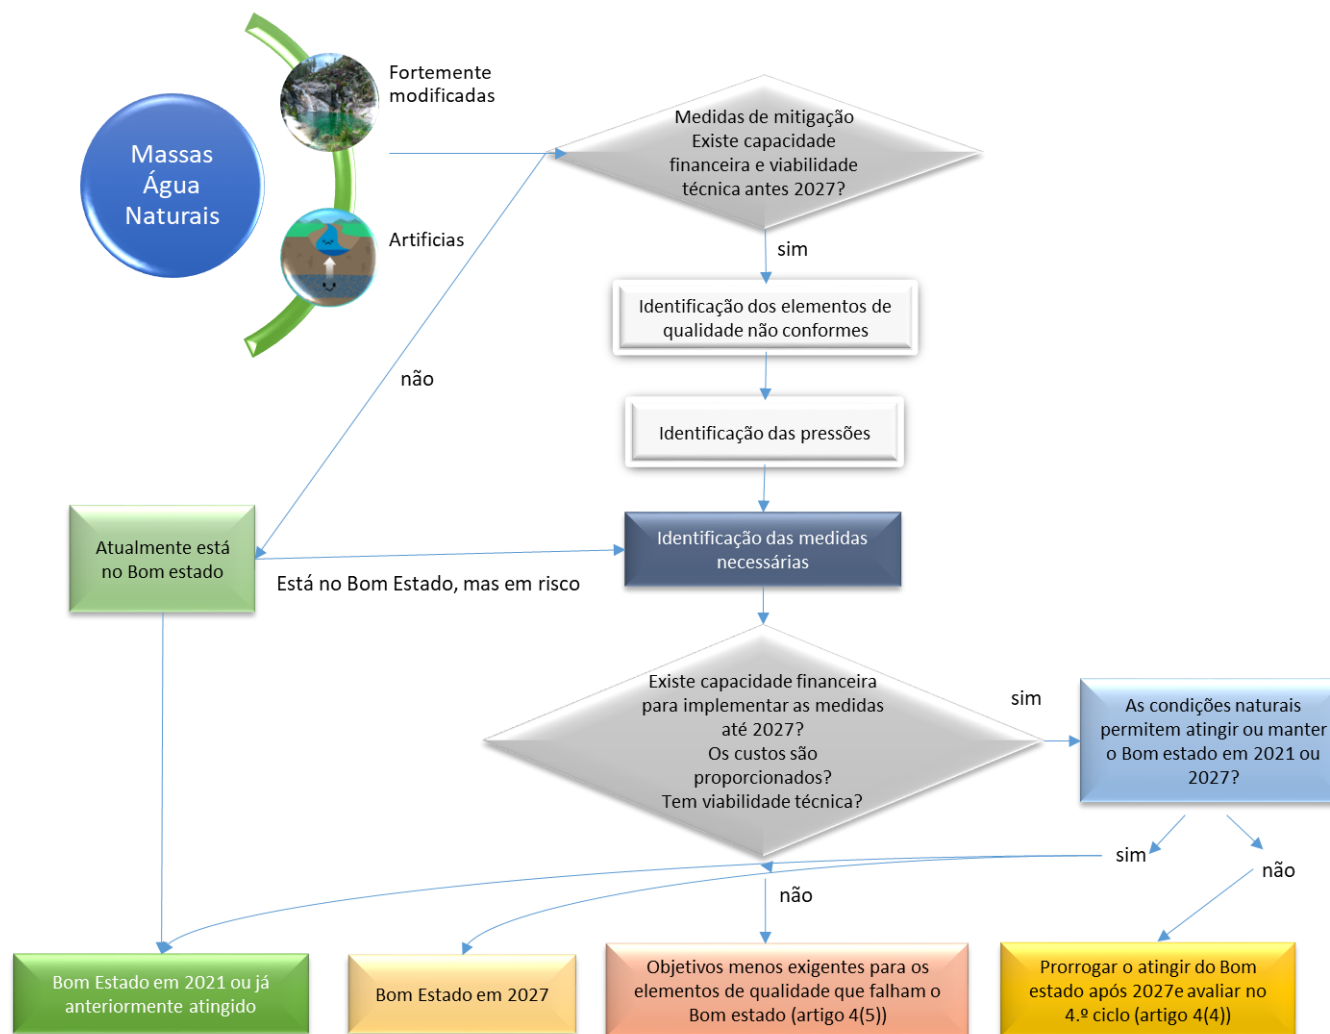 Massas
Água
Naturais
Fortemente
modificadas
Artificias
Medidas de mitigação
Existe capacidade
financeira e viabilidade
técnica antes 2027?
sim
não
Identificação dos elementos de
qualidade não conformes
Identificação das pressões
Atualmente está
no Bom estado
Está no Bom Estado, mas em risco
Identificação das medidas
necessárias
Existe capacidade financeira
para implementar as medidas
até 2027?
Os custos são
proporcionados?
Tem viabilidade técnica?
sim
As condições naturais
permitem atingir ou manter
o Bom estado em 2021 ou
2027?
sim
não
não
Bom Estado em 2021 ou já
anteriormente atingido
Bom Estado em 2027
Objetivos menos exigentes para os
elementos de qualidade que falham o
Bom estado (artigo 4(5))
Prorrogar o atingir do Bom
estado após 2027e avaliar no
4.º ciclo (artigo 4(4))